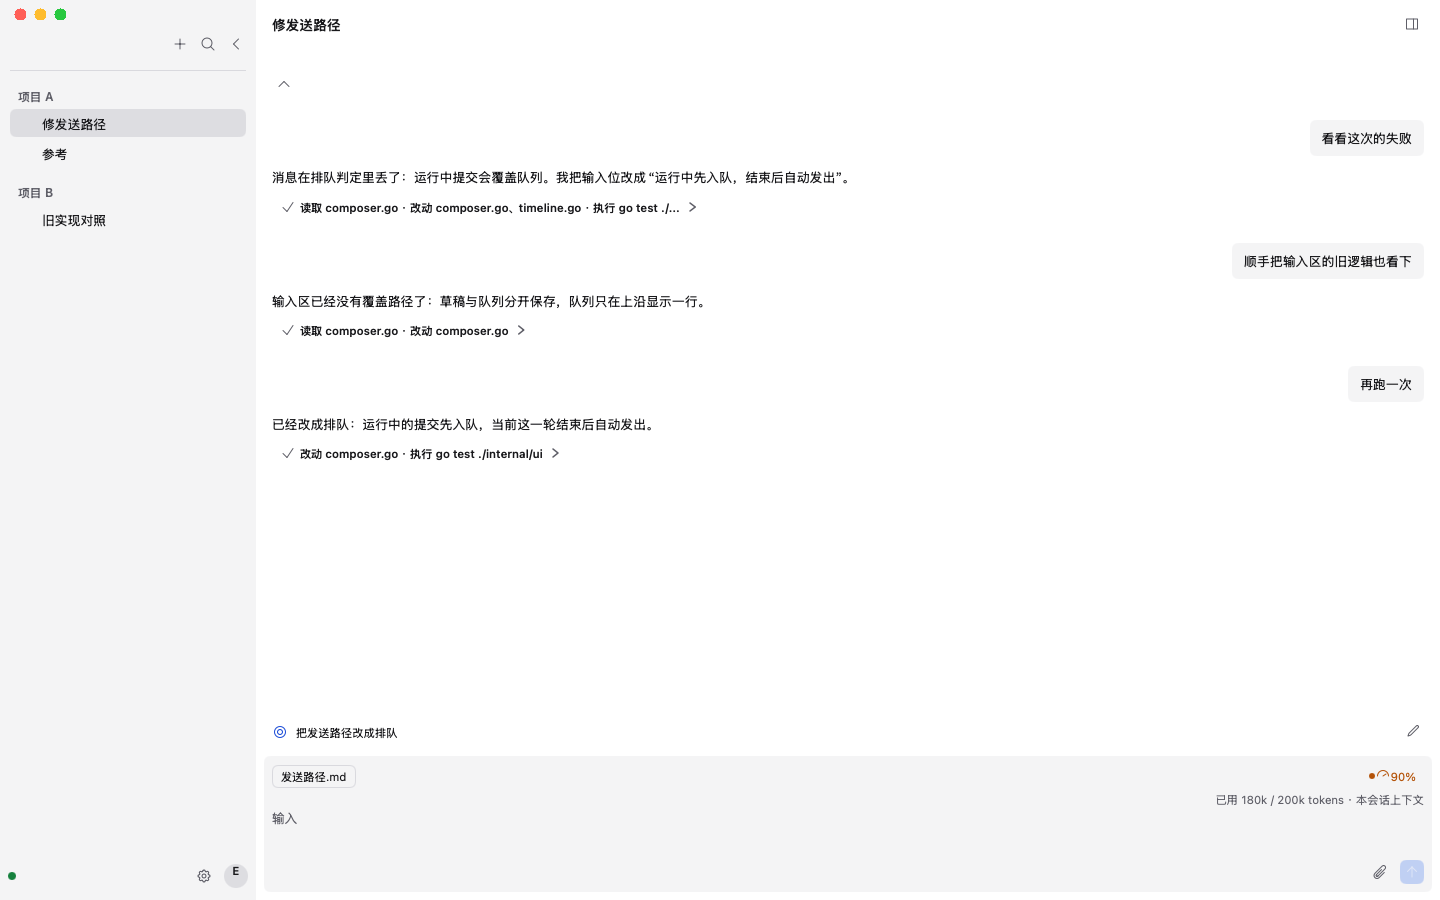 修发送路径
项目 A
修发送路径
参考
项目 B
旧实现对照
看看这次的失败
消息在排队判定里丢了：运行中提交会覆盖队列。我把输入位改成“运行中先入队，结束后自动发出”。
读取 composer.go · 改动 composer.go、timeline.go · 执行 go test ./...
顺手把输入区的旧逻辑也看下
输入区已经没有覆盖路径了：草稿与队列分开保存，队列只在上沿显示一行。
读取 composer.go · 改动 composer.go
再跑一次
已经改成排队：运行中的提交先入队，当前这一轮结束后自动发出。
改动 composer.go · 执行 go test ./internal/ui
把发送路径改成排队
发送路径.md
90%
已用 180k / 200k tokens · 本会话上下文
输入
E